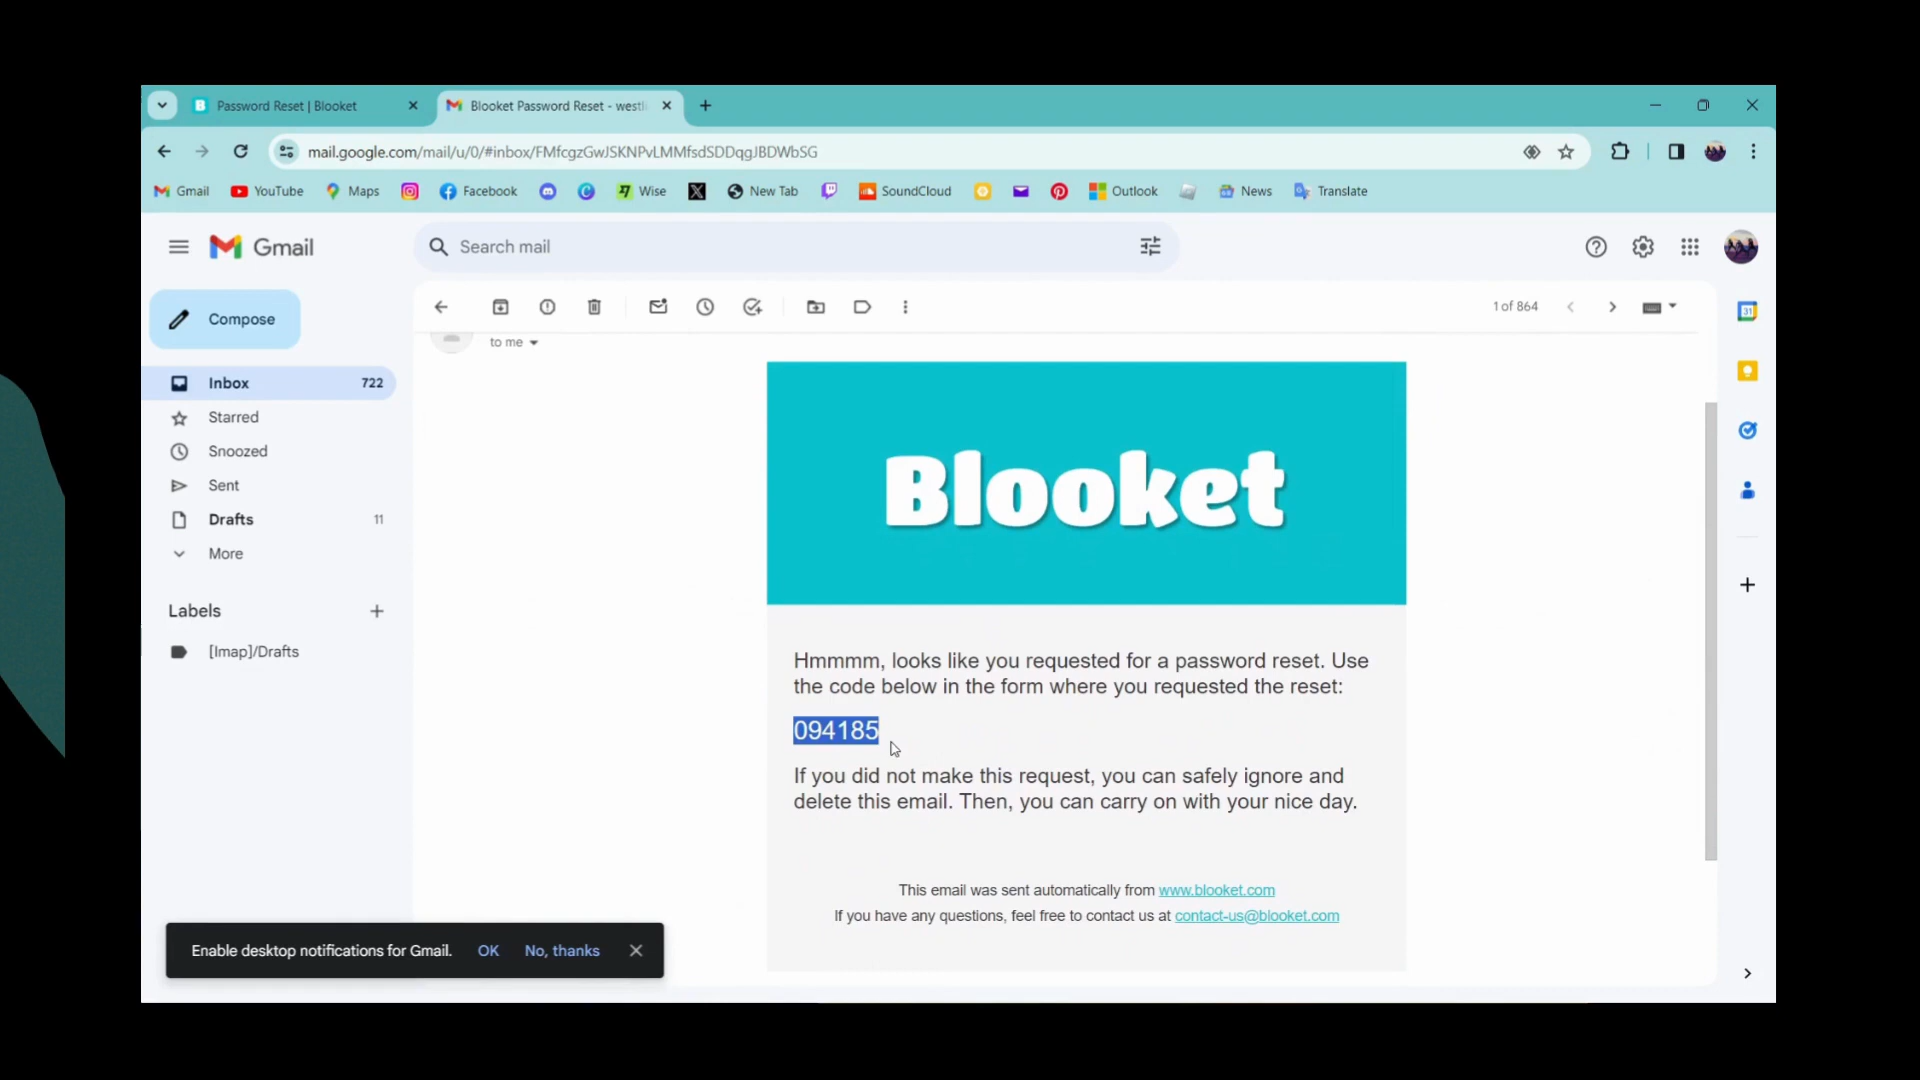 Password Reset | Blooket
Blooket Password Reset - westl
mail.google.com/mail/u/0/#inbox/FMfcgzGwJSKNPvLMMfsdSDDqgJBDWbSG
Gmail YouTube Maps Facebook Wise New Tab SoundCloud Outlook News Translate
Gmail
Search mail
Compose
1 of 864
to me
Inbox 722
Starred
Snoozed
Sent
Drafts 11
More
Labels
[Imap]/Drafts
Blooket
Hmmmm, looks like you requested for a password reset. Use
the code below in the form where you requested the reset:
094185
If you did not make this request, you can safely ignore and
delete this email. Then, you can carry on with your nice day.
This email was sent automatically from www.blooket.com
If you have any questions, feel free to contact us at contact-us@blooket.com
Enable desktop notifications for Gmail. OK No, thanks
31